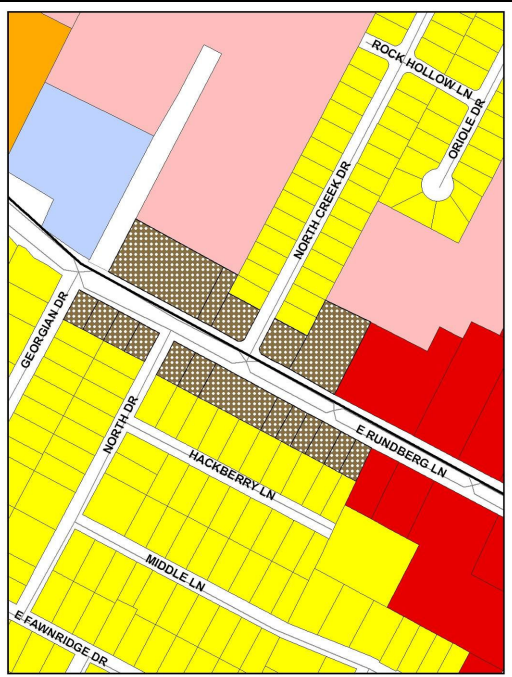 ROCK HOLLOW LN
ORIOLE DR
NORTH CREEK DR
GEORGIAN DR
NORTH DR
E RUNDBERG LN
HACKBERRY LN
MIDDLE LN
E FAWNRIDGE DR